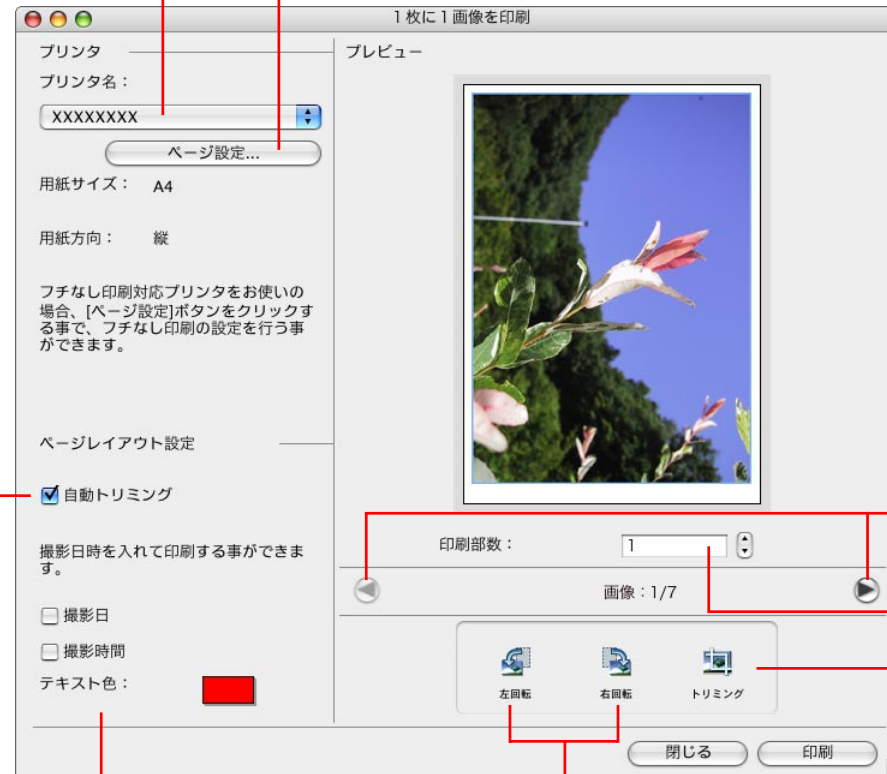 1枚に1画像を印刷
プリンタ
プリンタ名：
XXXXXXXX
ページ設定...
用紙サイズ： A4
用紙方向： 縦
フチなし印刷対応プリンタをお使いの
場合、[ページ設定]ボタンをクリックす
る事で、フチなし印刷の設定を行う事
ができます。
ページレイアウト設定
自動トリミング
撮影日時を入れて印刷する事ができま
す。
撮影日
撮影時間
テキスト色：
プレビュー
印刷部数： 1
画像：1/7
左回転 右回転 トリミング
閉じる 印刷